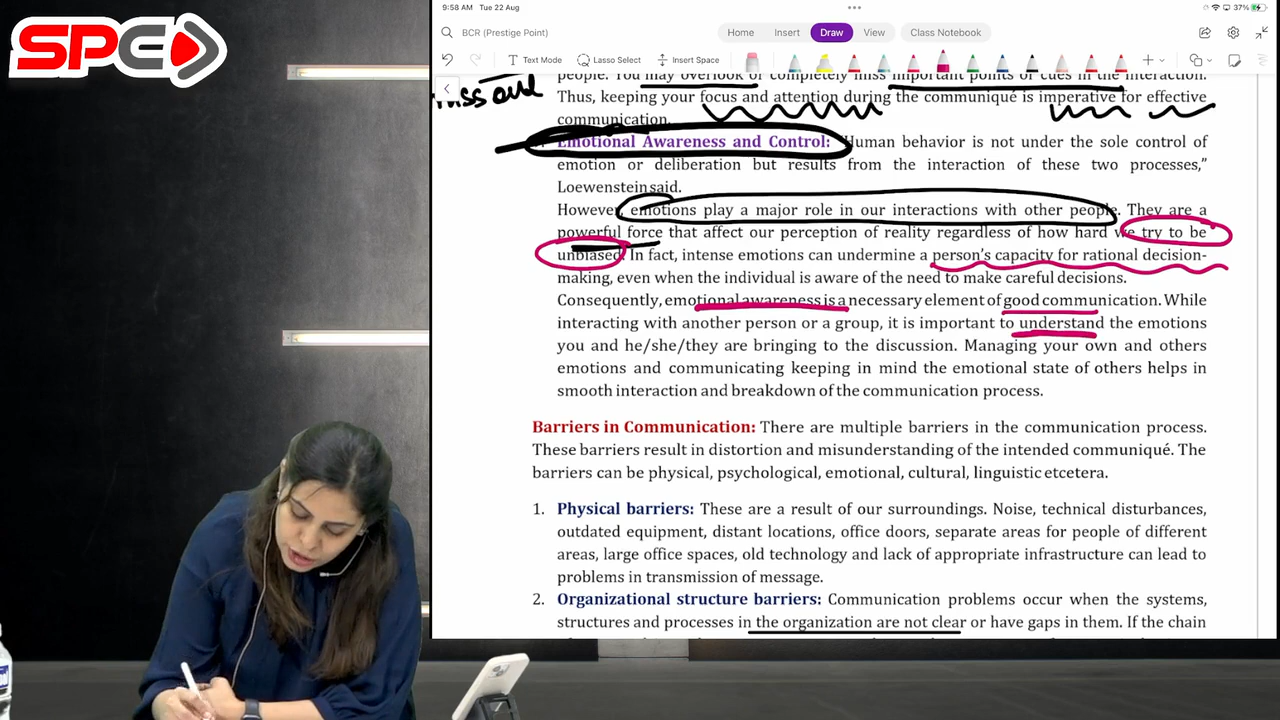 SPC
9:58 AM Tue 22 Aug
37%
BCR (Prestige Point)
Home Insert Draw View Class Notebook
Text Mode Lasso Select Insert Space
people. You may overlook or completely miss important points or cues in the interaction.
miss out
Thus, keeping your focus and attention during the communiqué is imperative for effective
communication.
Emotional Awareness and Control: "Human behavior is not under the sole control of
emotion or deliberation but results from the interaction of these two processes,"
Loewenstein said.
However, emotions play a major role in our interactions with other people. They are a
powerful force that affect our perception of reality regardless of how hard we try to be
unbiased. In fact, intense emotions can undermine a person's capacity for rational decision-
making, even when the individual is aware of the need to make careful decisions.
Consequently, emotional awareness is a necessary element of good communication. While
interacting with another person or a group, it is important to understand the emotions
you and he/she/they are bringing to the discussion. Managing your own and others
emotions and communicating keeping in mind the emotional state of others helps in
smooth interaction and breakdown of the communication process.
Barriers in Communication: There are multiple barriers in the communication process.
These barriers result in distortion and misunderstanding of the intended communiqué. The
barriers can be physical, psychological, emotional, cultural, linguistic etcetera.
1. Physical barriers: These are a result of our surroundings. Noise, technical disturbances,
outdated equipment, distant locations, office doors, separate areas for people of different
areas, large office spaces, old technology and lack of appropriate infrastructure can lead to
problems in transmission of message.
2. Organizational structure barriers: Communication problems occur when the systems,
structures and processes in the organization are not clear or have gaps in them. If the chain